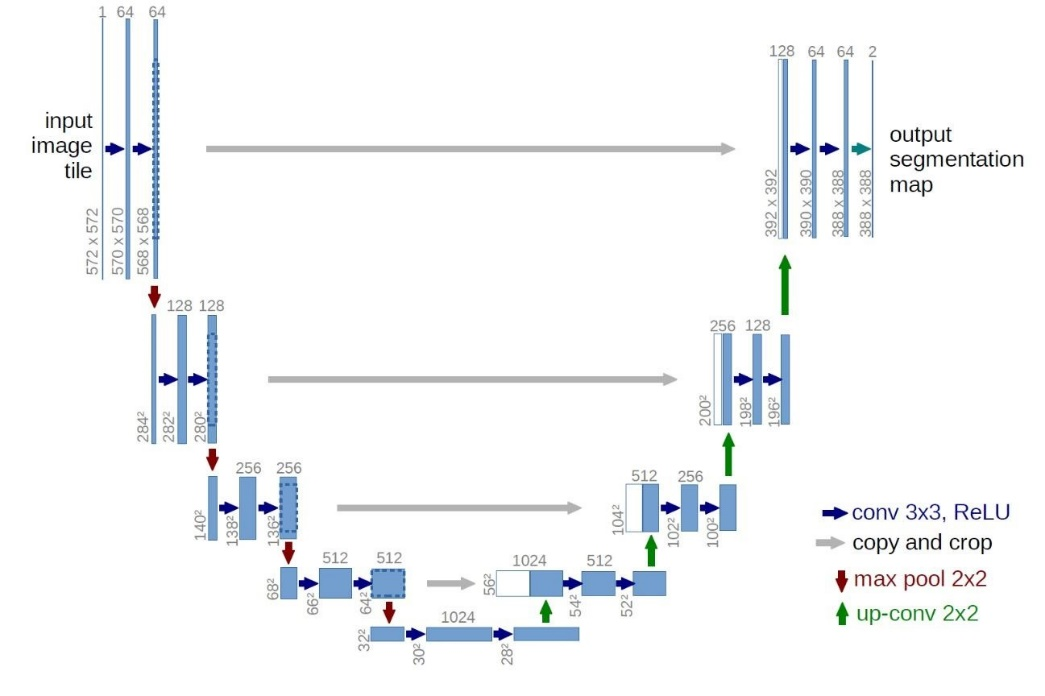 1 64 64
128
64
64
2
input
image
tile
output
segmentation
map
572 x 572
570 x 570
568 x 568
392 x 392
390 x 390
388 x 388
388 x 388
128 128
256 128
284²
282²
280²
200²
198²
196²
256
256
512
256
140²
138²
136²
104²
102²
100²
conv 3x3, ReLU
copy and crop
max pool 2x2
up-conv 2x2
512
512
1024
512
68²
66²
64²
56²
54²
52²
1024
32²
30²
28²